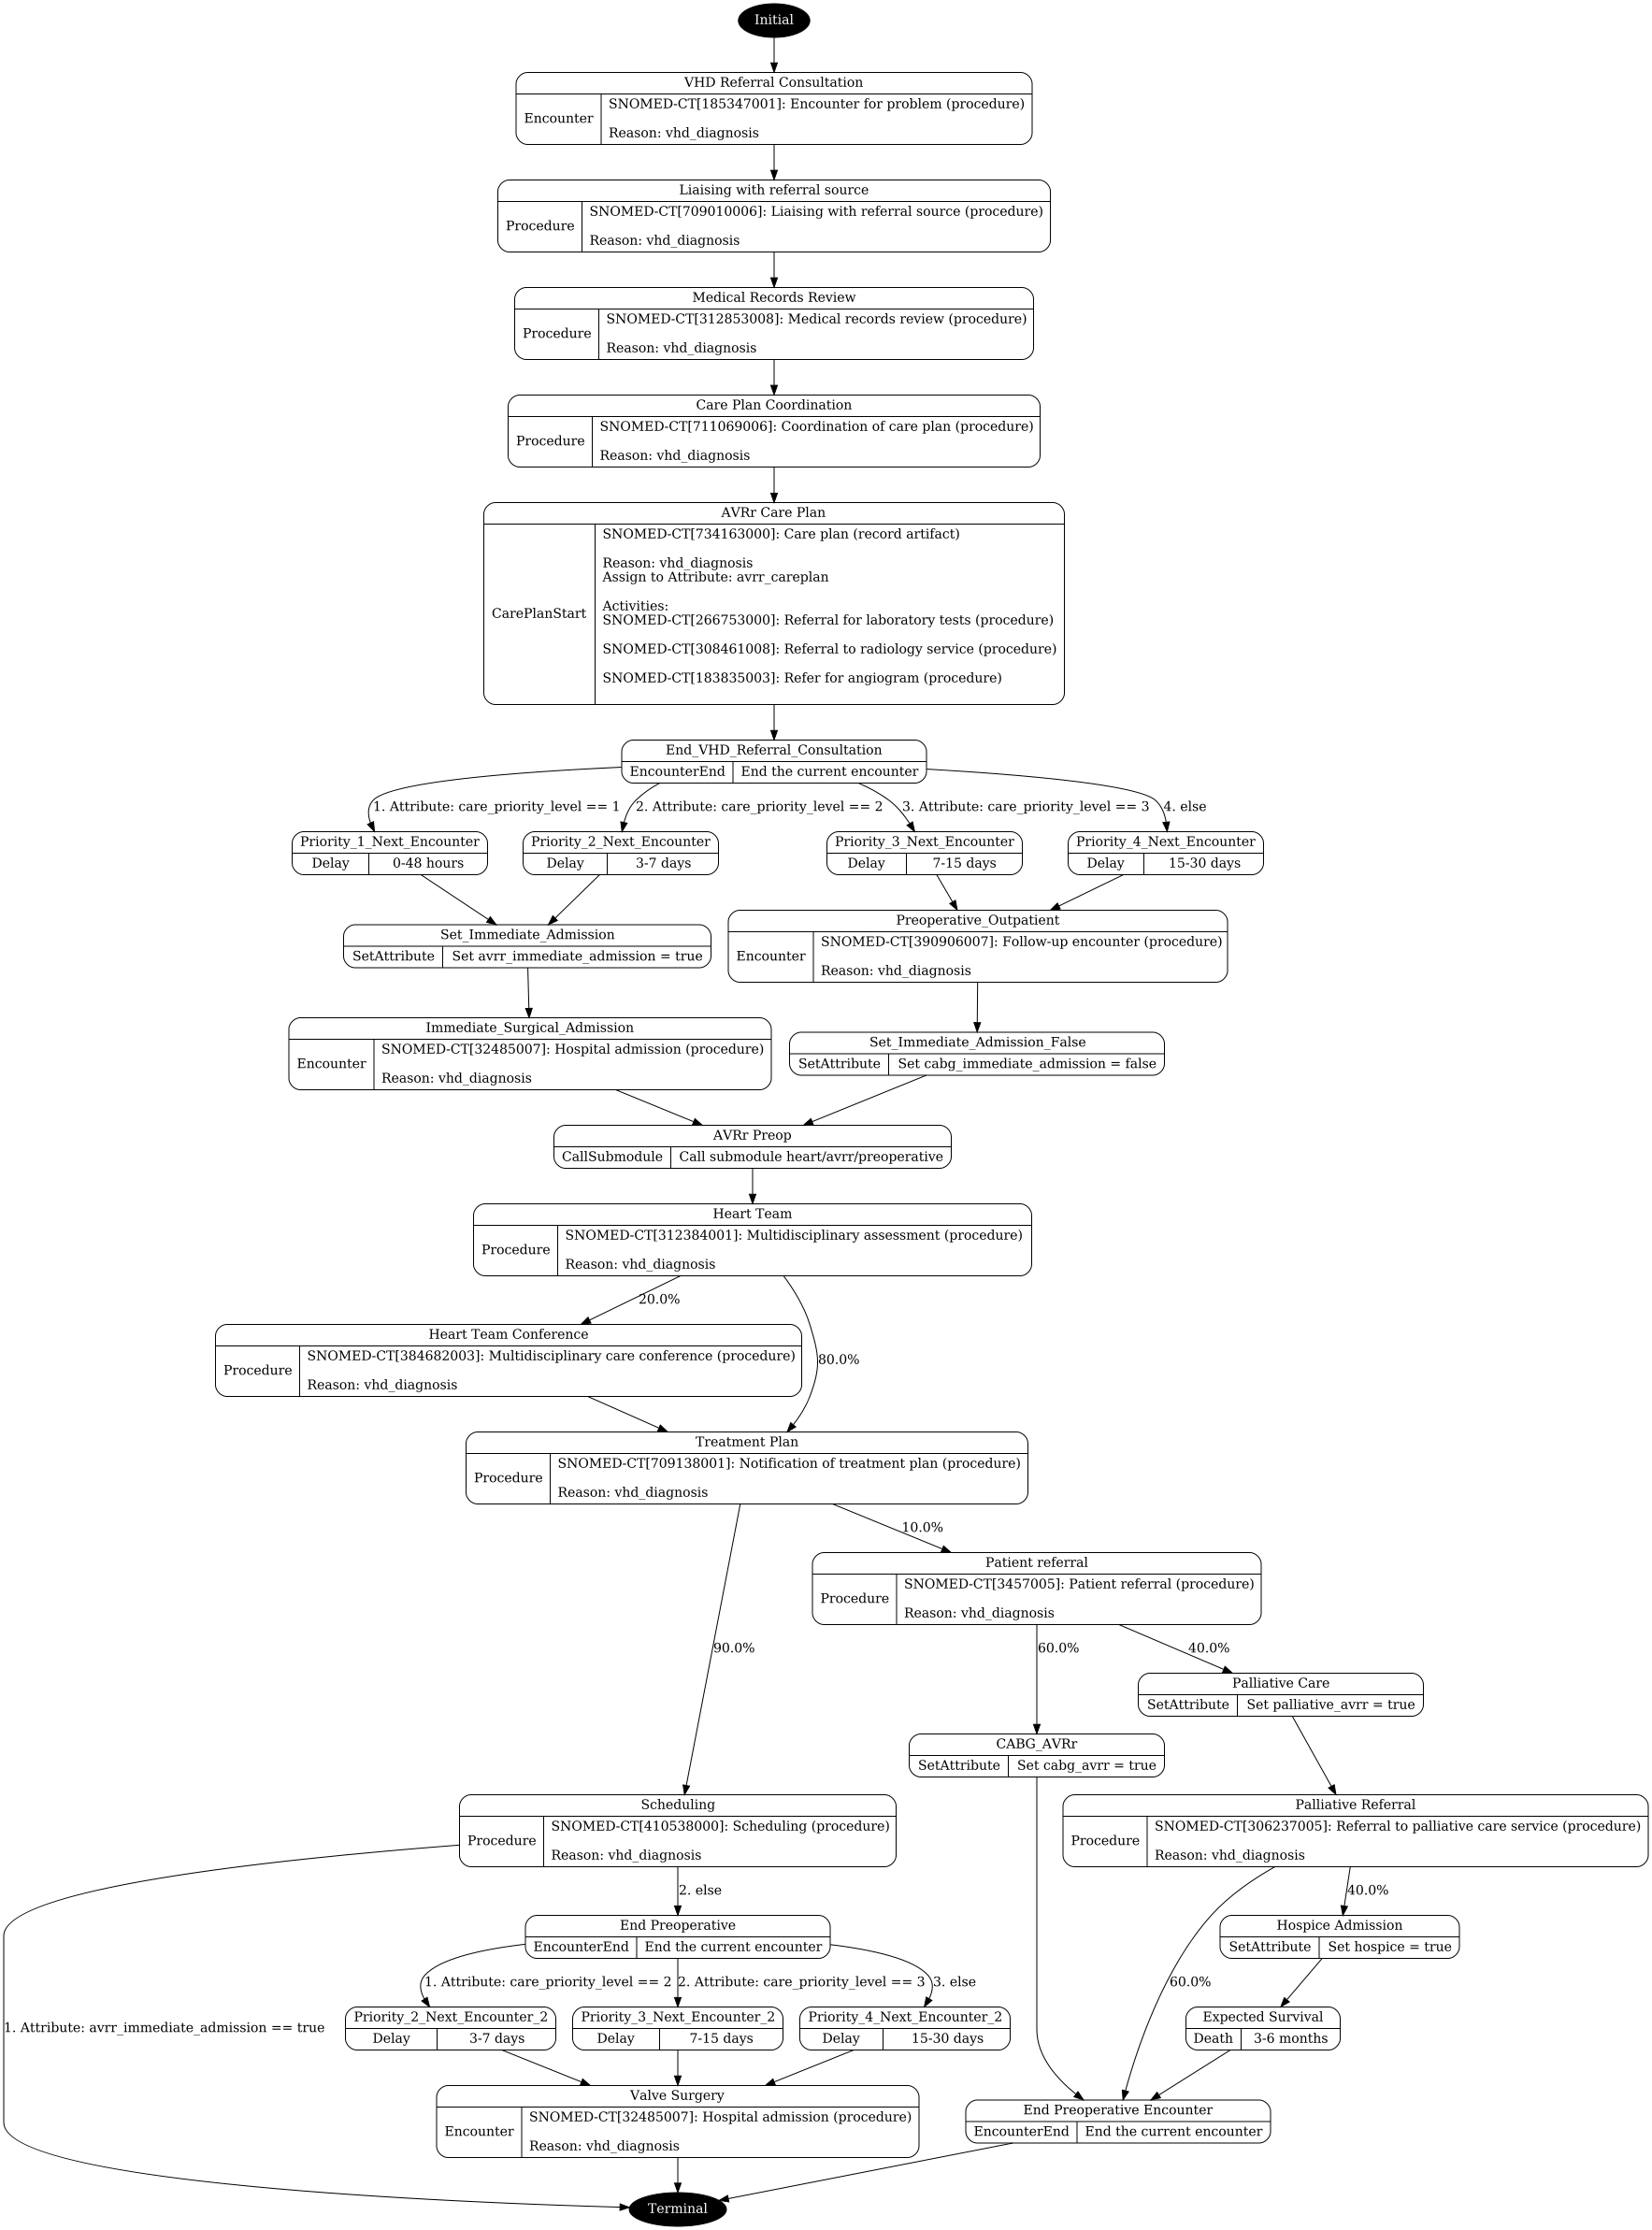 Initial
VHD Referral Consultation
Encounter
SNOMED-CT[185347001]: Encounter for problem (procedure)
Reason: vhd_diagnosis
Liaising with referral source
Procedure
SNOMED-CT[709010006]: Liaising with referral source (procedure)
Reason: vhd_diagnosis
Medical Records Review
Procedure
SNOMED-CT[312853008]: Medical records review (procedure)
Reason: vhd_diagnosis
Care Plan Coordination
Procedure
SNOMED-CT[711069006]: Coordination of care plan (procedure)
Reason: vhd_diagnosis
AVRr Care Plan
CarePlanStart
SNOMED-CT[734163000]: Care plan (record artifact)
Reason: vhd_diagnosis
Assign to Attribute: avrr_careplan
Activities:
SNOMED-CT[266753000]: Referral for laboratory tests (procedure)
SNOMED-CT[308461008]: Referral to radiology service (procedure)
SNOMED-CT[183835003]: Refer for angiogram (procedure)
End_VHD_Referral_Consultation
EncounterEnd
End the current encounter
1. Attribute: care_priority_level == 1
2. Attribute: care_priority_level == 2
3. Attribute: care_priority_level == 3
4. else
Priority_1_Next_Encounter
Delay
0-48 hours
Priority_2_Next_Encounter
Delay
3-7 days
Priority_3_Next_Encounter
Delay
7-15 days
Priority_4_Next_Encounter
Delay
15-30 days
Set_Immediate_Admission
SetAttribute
Set avrr_immediate_admission = true
Preoperative_Outpatient
Encounter
SNOMED-CT[390906007]: Follow-up encounter (procedure)
Reason: vhd_diagnosis
Immediate_Surgical_Admission
Encounter
SNOMED-CT[32485007]: Hospital admission (procedure)
Reason: vhd_diagnosis
Set_Immediate_Admission_False
SetAttribute
Set cabg_immediate_admission = false
AVRr Preop
CallSubmodule
Call submodule heart/avrr/preoperative
Heart Team
Procedure
SNOMED-CT[312384001]: Multidisciplinary assessment (procedure)
Reason: vhd_diagnosis
20.0%
80.0%
Heart Team Conference
Procedure
SNOMED-CT[384682003]: Multidisciplinary care conference (procedure)
Reason: vhd_diagnosis
Treatment Plan
Procedure
SNOMED-CT[709138001]: Notification of treatment plan (procedure)
Reason: vhd_diagnosis
90.0%
10.0%
Patient referral
Procedure
SNOMED-CT[3457005]: Patient referral (procedure)
Reason: vhd_diagnosis
60.0%
40.0%
Palliative Care
SetAttribute
Set palliative_avrr = true
CABG_AVRr
SetAttribute
Set cabg_avrr = true
Scheduling
Procedure
SNOMED-CT[410538000]: Scheduling (procedure)
Reason: vhd_diagnosis
Palliative Referral
Procedure
SNOMED-CT[306237005]: Referral to palliative care service (procedure)
Reason: vhd_diagnosis
2. else
40.0%
End Preoperative
EncounterEnd
End the current encounter
Hospice Admission
SetAttribute
Set hospice = true
1. Attribute: care_priority_level == 2
2. Attribute: care_priority_level == 3
3. else
60.0%
1. Attribute: avrr_immediate_admission == true
Priority_2_Next_Encounter_2
Delay
3-7 days
Priority_3_Next_Encounter_2
Delay
7-15 days
Priority_4_Next_Encounter_2
Delay
15-30 days
Expected Survival
Death
3-6 months
Valve Surgery
Encounter
SNOMED-CT[32485007]: Hospital admission (procedure)
Reason: vhd_diagnosis
End Preoperative Encounter
EncounterEnd
End the current encounter
Terminal